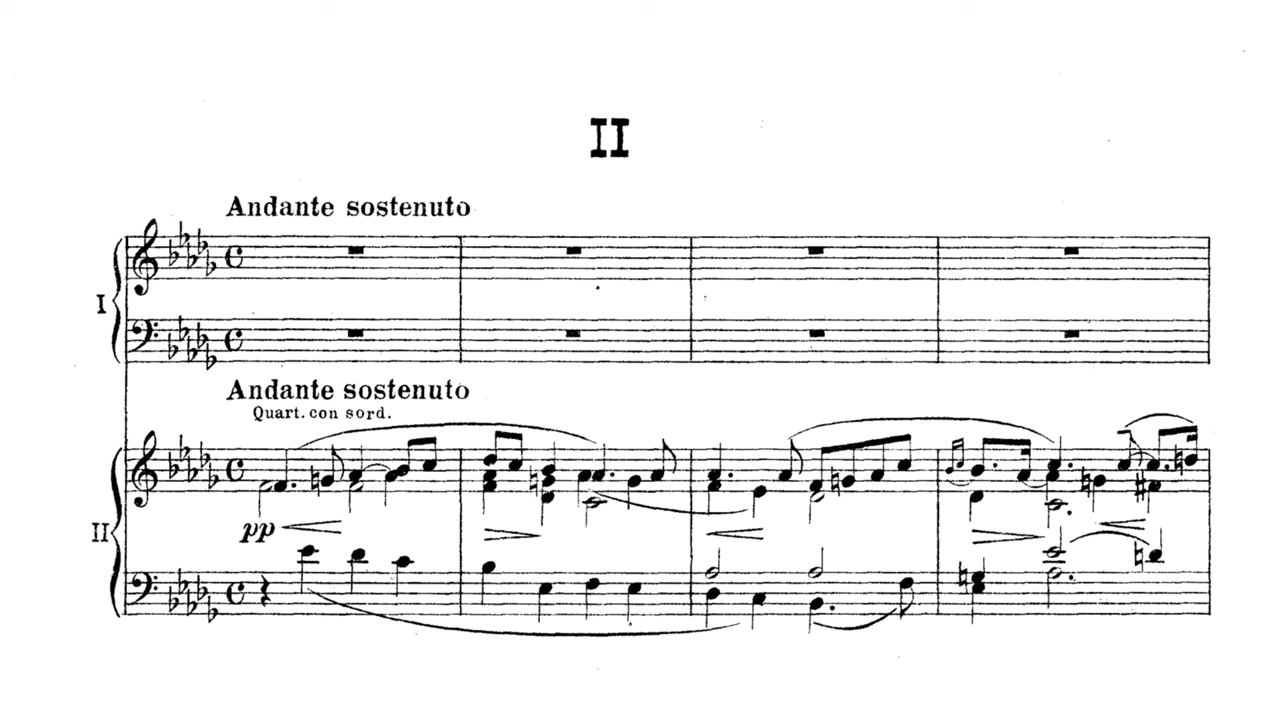 II
Andante sostenuto
I
Andante sostenuto
Quart. con sord.
pp
II